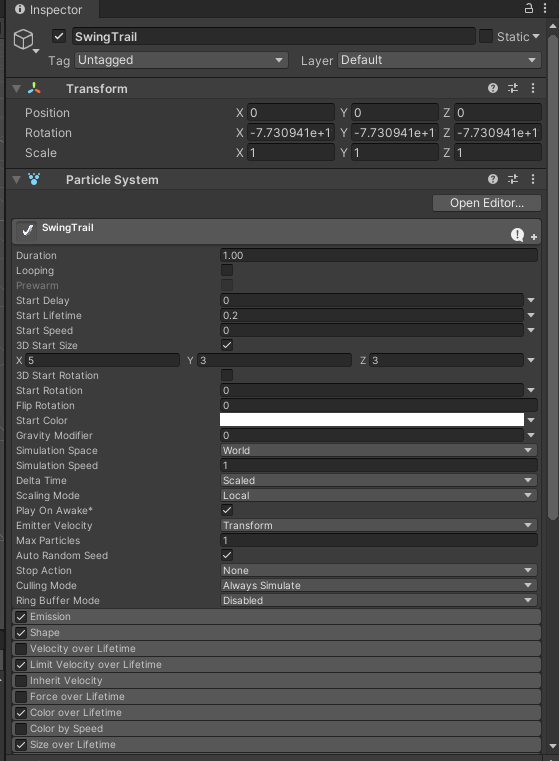 Inspector
SwingTrail Static
Tag Untagged Layer Default
Transform
Position X 0 Y 0 Z 0
Rotation X -7.730941e+1 Y -7.730941e+1 Z -7.730941e+1
Scale X 1 Y 1 Z 1
Particle System
Open Editor...
SwingTrail
Duration 1.00
Looping
Prewarm
Start Delay 0
Start Lifetime 0.2
Start Speed 0
3D Start Size
X 5 Y 3 Z 3
3D Start Rotation
Start Rotation 0
Flip Rotation 0
Start Color
Gravity Modifier 0
Simulation Space World
Simulation Speed 1
Delta Time Scaled
Scaling Mode Local
Play On Awake*
Emitter Velocity Transform
Max Particles 1
Auto Random Seed
Stop Action None
Culling Mode Always Simulate
Ring Buffer Mode Disabled
Emission
Shape
Velocity over Lifetime
Limit Velocity over Lifetime
Inherit Velocity
Force over Lifetime
Color over Lifetime
Color by Speed
Size over Lifetime